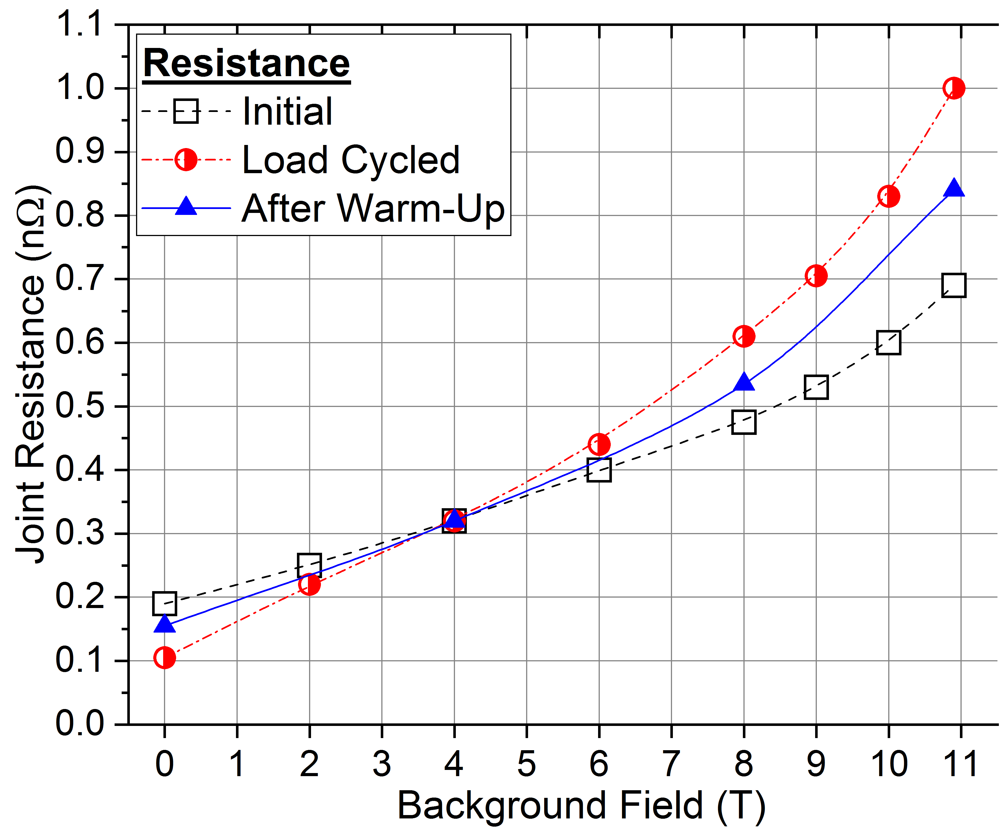 1.1
1.0
0.9
0.8
0.7
0.6
0.5
0.4
0.3
0.2
0.1
0.0
Joint Resistance (nΩ)
Resistance
Initial
Load Cycled
After Warm-Up
0 1 2 3 4 5 6 7 8 9 10 11
Background Field (T)